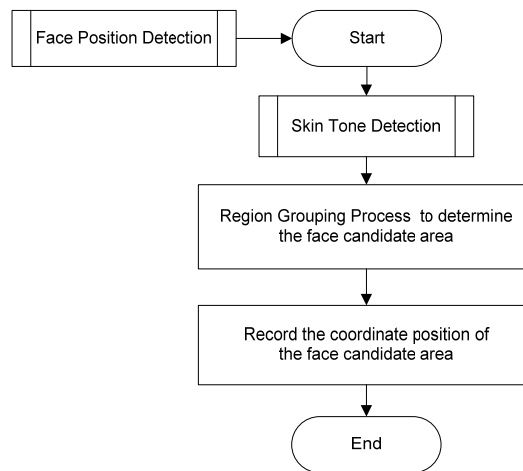 Face Position Detection
Start
Skin Tone Detection
Region Grouping Process to determine
the face candidate area
Record the coordinate position of
the face candidate area
End